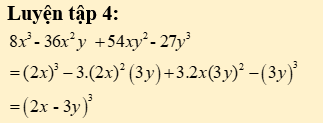 Luyện tập 4:
8x³ - 36x²y + 54xy² - 27y³
= (2x)³ − 3.(2x)² (3y) + 3.2x(3y)² − (3y)³
= (2x - 3y)³